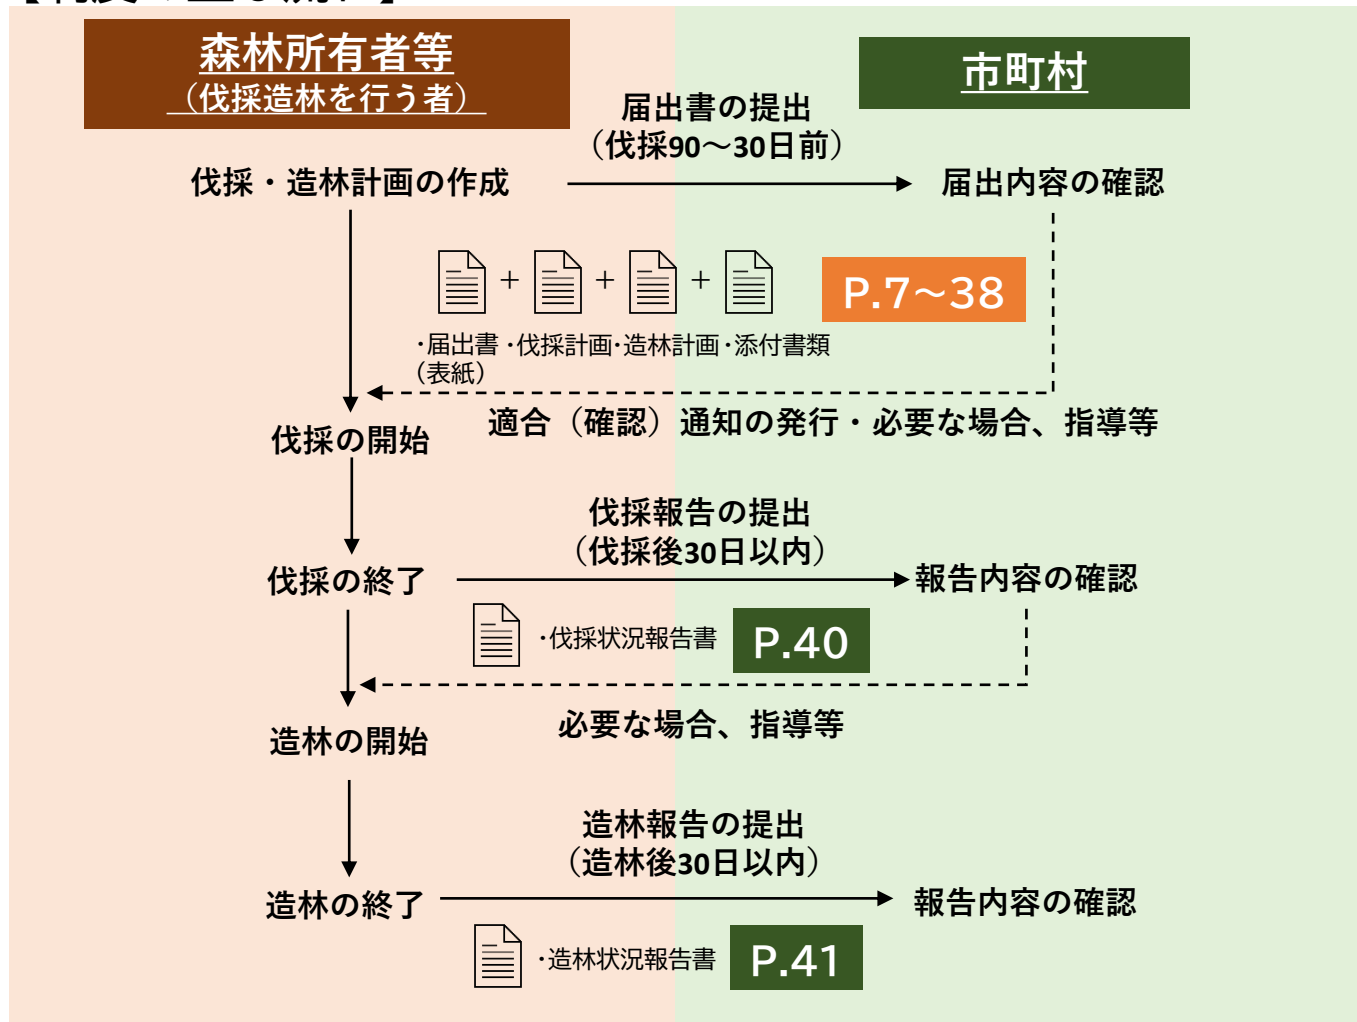 森林所有者等
（伐採造林を行う者）
市町村
届出書の提出
（伐採90～30日前）
伐採・造林計画の作成
届出内容の確認
＋ ＋ ＋
P.7～38
・届出書 ・伐採計画・造林計画・添付書類
（表紙）
適合（確認）通知の発行・必要な場合、指導等
伐採の開始
伐採報告の提出
（伐採後30日以内）
伐採の終了
報告内容の確認
・伐採状況報告書
P.40
必要な場合、指導等
造林の開始
造林報告の提出
（造林後30日以内）
造林の終了
報告内容の確認
・造林状況報告書
P.41